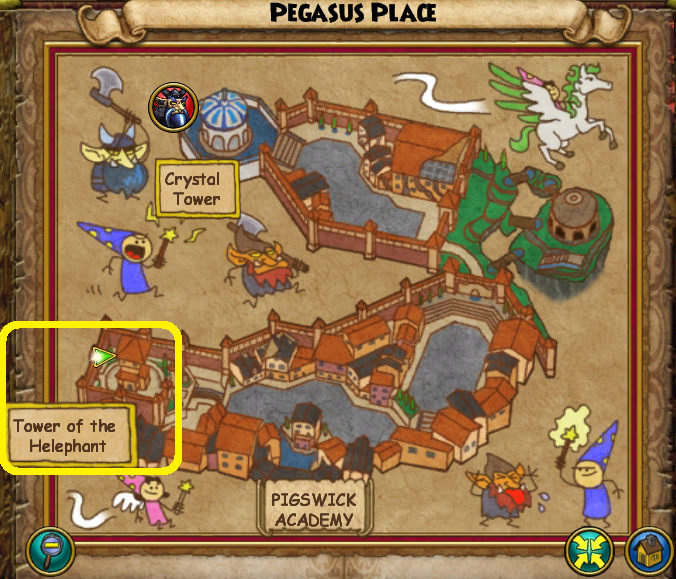 PEGASUS PLACE
Crystal
Tower
Tower of the
Helephant
PIGSWICK
ACADEMY